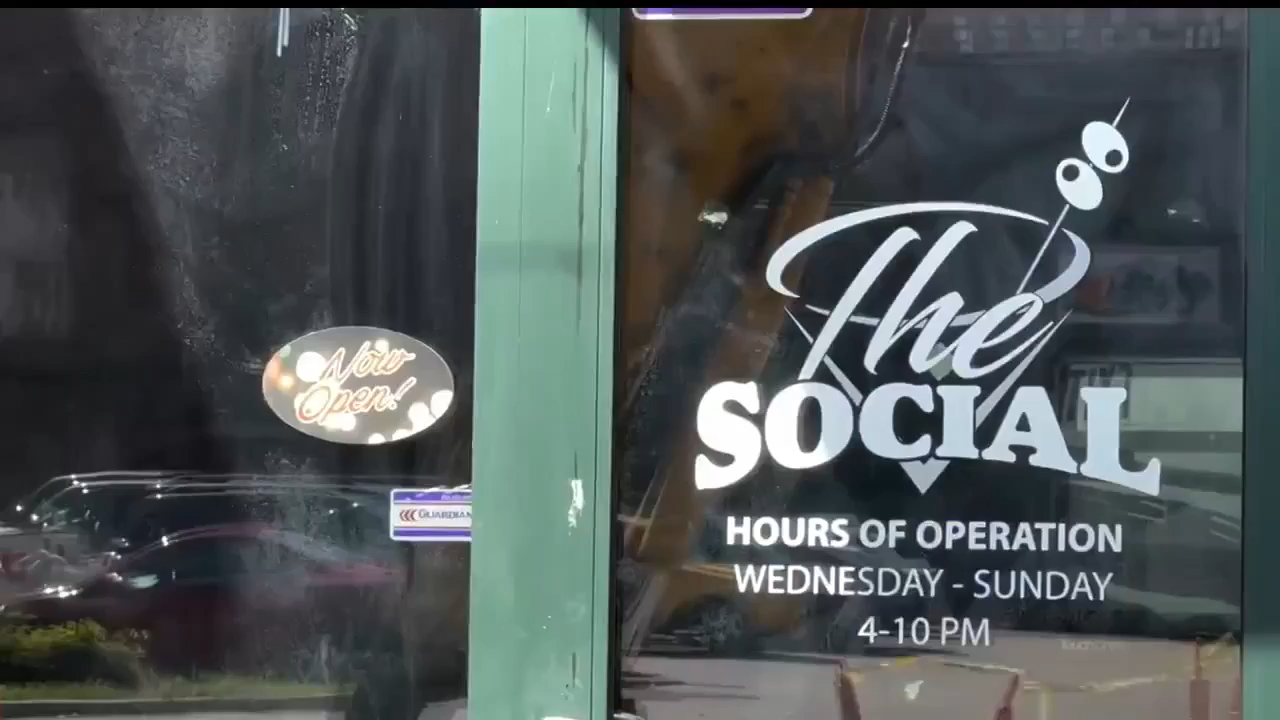 Now
Open!
GUARDIAN
The
SOCIAL
HOURS OF OPERATION
WEDNESDAY - SUNDAY
4-10 PM